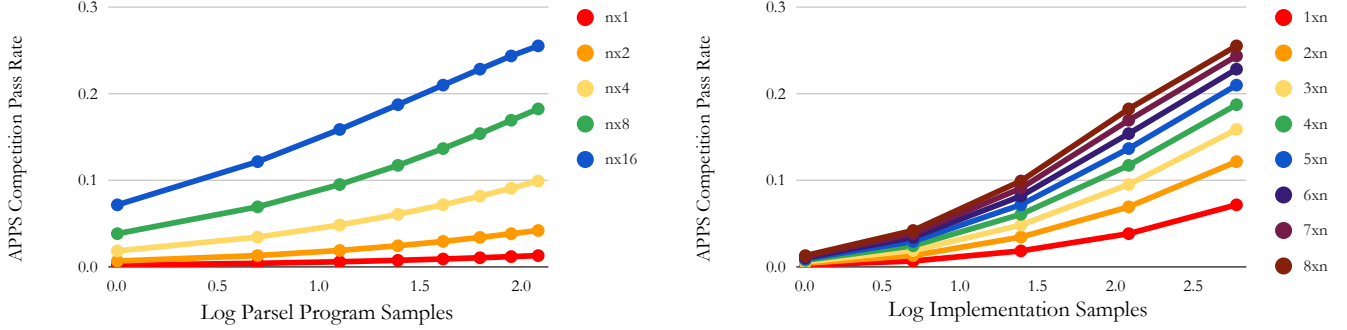 APPS Competition Pass Rate
0.3
0.2
0.1
0.0
0.0 0.5 1.0 1.5 2.0
Log Parsel Program Samples
nx1
nx2
nx4
nx8
nx16
APPS Competition Pass Rate
0.3
0.2
0.1
0.0
0.0 0.5 1.0 1.5 2.0 2.5
Log Implementation Samples
1xn
2xn
3xn
4xn
5xn
6xn
7xn
8xn